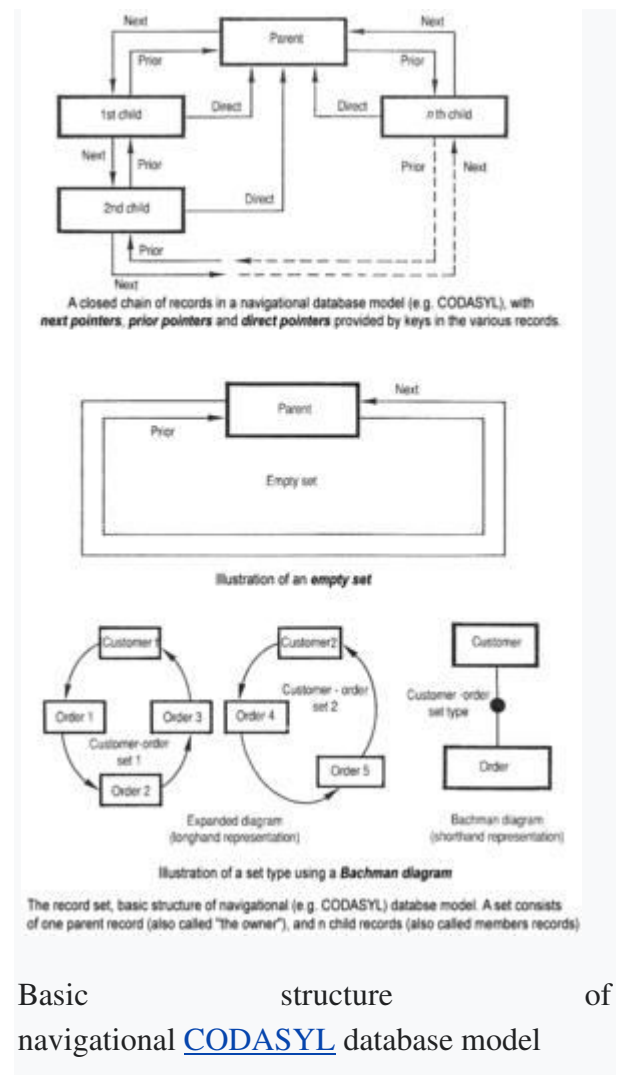 Next
Parent
Next
Prior
Prior
1st child
Direct
Direct
n th child
Next
Prior
Prior
Next
2nd child
Direct
Prior
Next
A closed chain of records in a navigational database model (e.g. CODASYL), with
next pointers, prior pointers and direct pointers provided by keys in the various records.
Next
Parent
Prior
Empty set
Illustration of an empty set
Customer 1
Customer2
Customer
Order 1
Order 3
Customer-order
set 1
Order 2
Order 4
Customer - order
set 2
Order 5
Customer -order
set type
Order
Expanded diagram
(longhand representation)
Bachman diagram
(shorthand representation)
Illustration of a set type using a Bachman diagram
The record set, basic structure of navigational (e.g. CODASYL) databse model. A set consists
of one parent record (also called "the owner"), and n child records (also called members records)
Basic structure of
navigational CODASYL database model